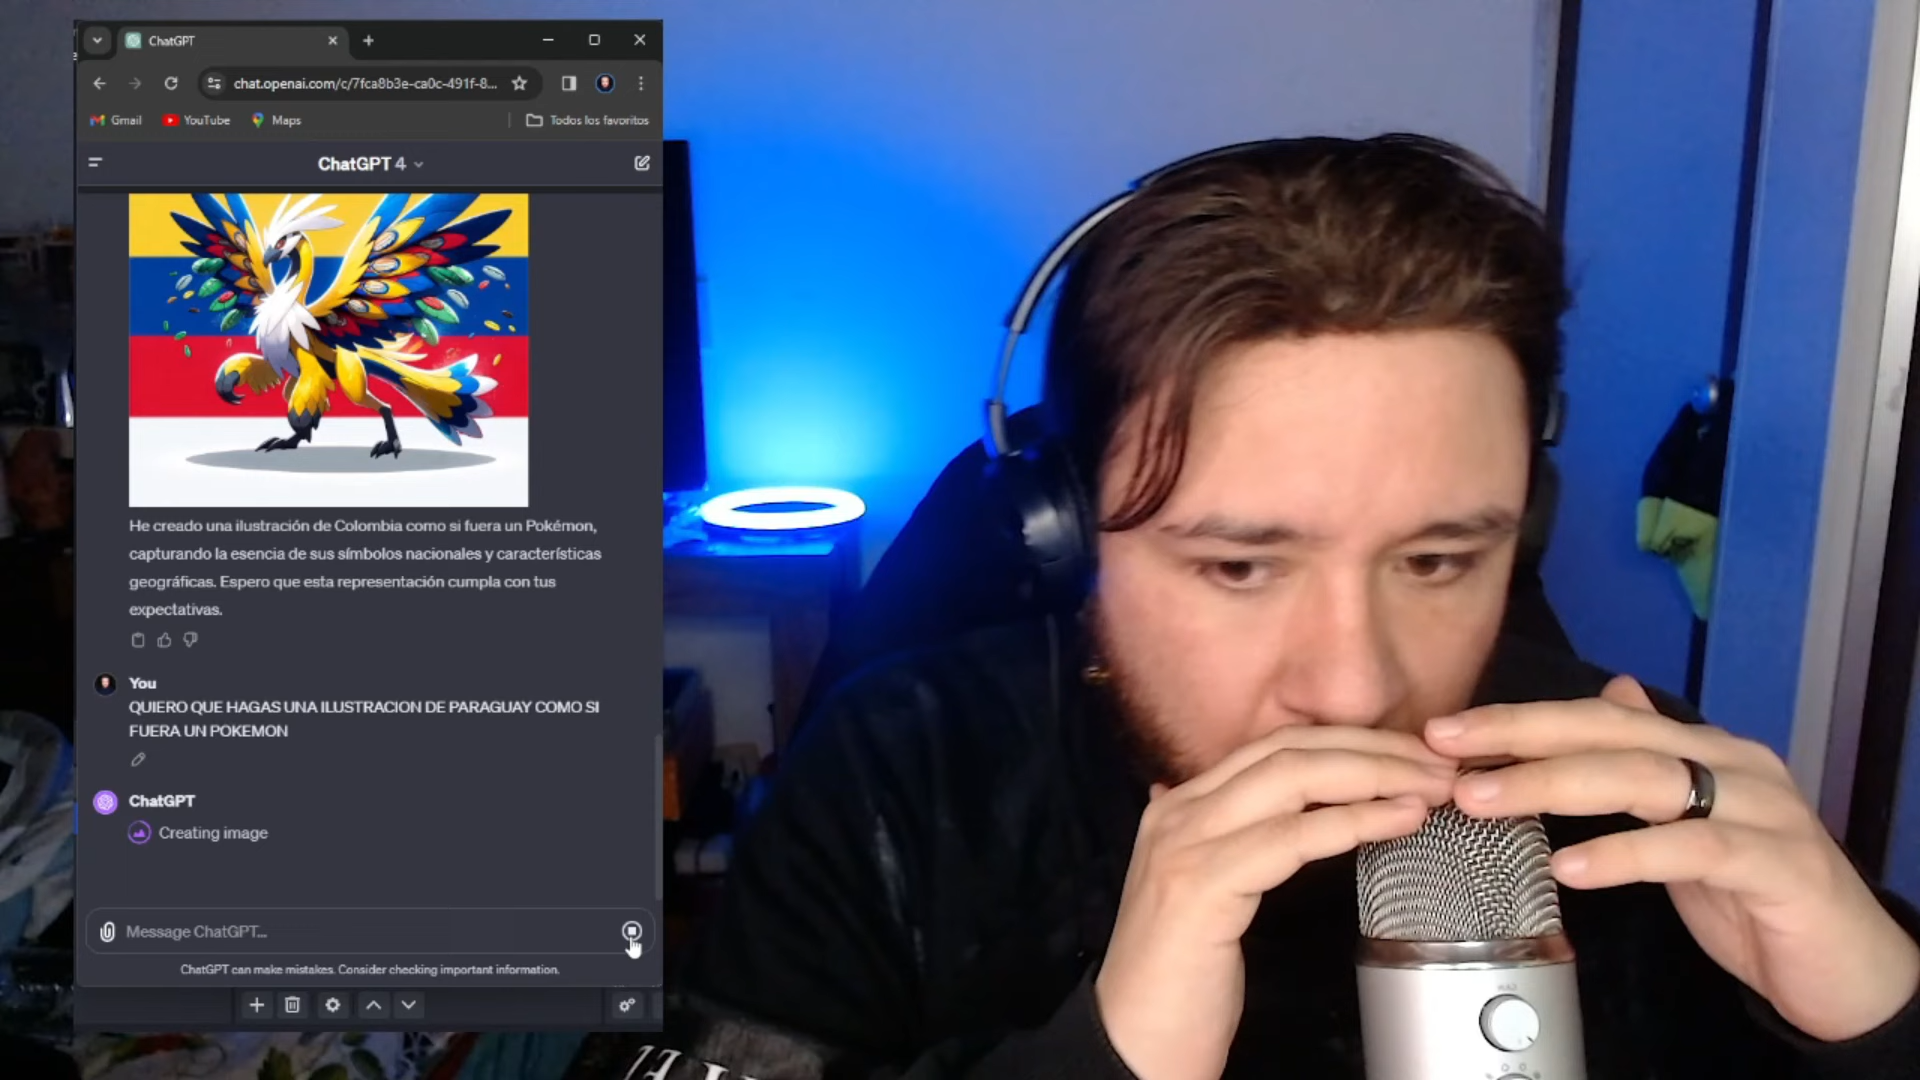 ChatGPT
chat.openai.com/c/7fca8b3e-ca0c-491f-8...
Gmail
YouTube
Maps
Todos los favoritos
ChatGPT 4
He creado una ilustración de Colombia como si fuera un Pokémon,
capturando la esencia de sus símbolos nacionales y características
geográficas. Espero que esta representación cumpla con tus
expectativas.
You
QUIERO QUE HAGAS UNA ILUSTRACION DE PARAGUAY COMO SI
FUERA UN POKEMON
ChatGPT
Creating image
Message ChatGPT...
ChatGPT can make mistakes. Consider checking important information.